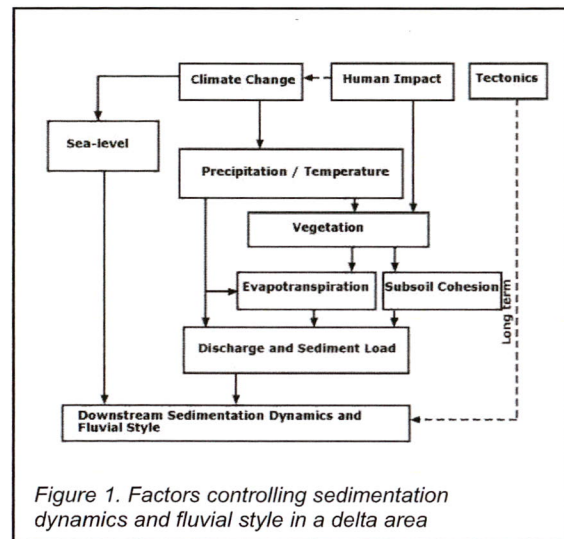 Climate Change
Human Impact
Tectonics
Sea-level
Precipitation / Temperature
Vegetation
Evapotranspiration
Subsoil Cohesion
Long term
Discharge and Sediment Load
Downstream Sedimentation Dynamics and
Fluvial Style
Figure 1. Factors controlling sedimentation
dynamics and fluvial style in a delta area